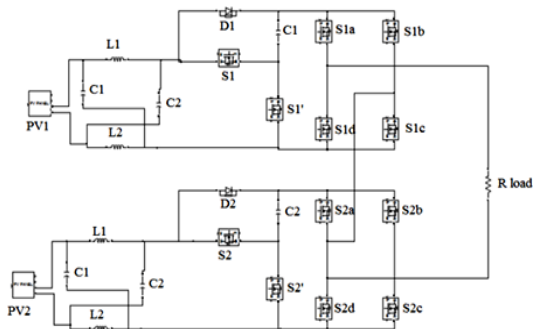 D1
C1
S1a
S1b
L1
S1
C1
C2
S1'
S1d
S1c
PV1
L2
R load
D2
C2
S2a
S2b
L1
S2
C1
C2
S2'
S2d
S2c
PV2
L2